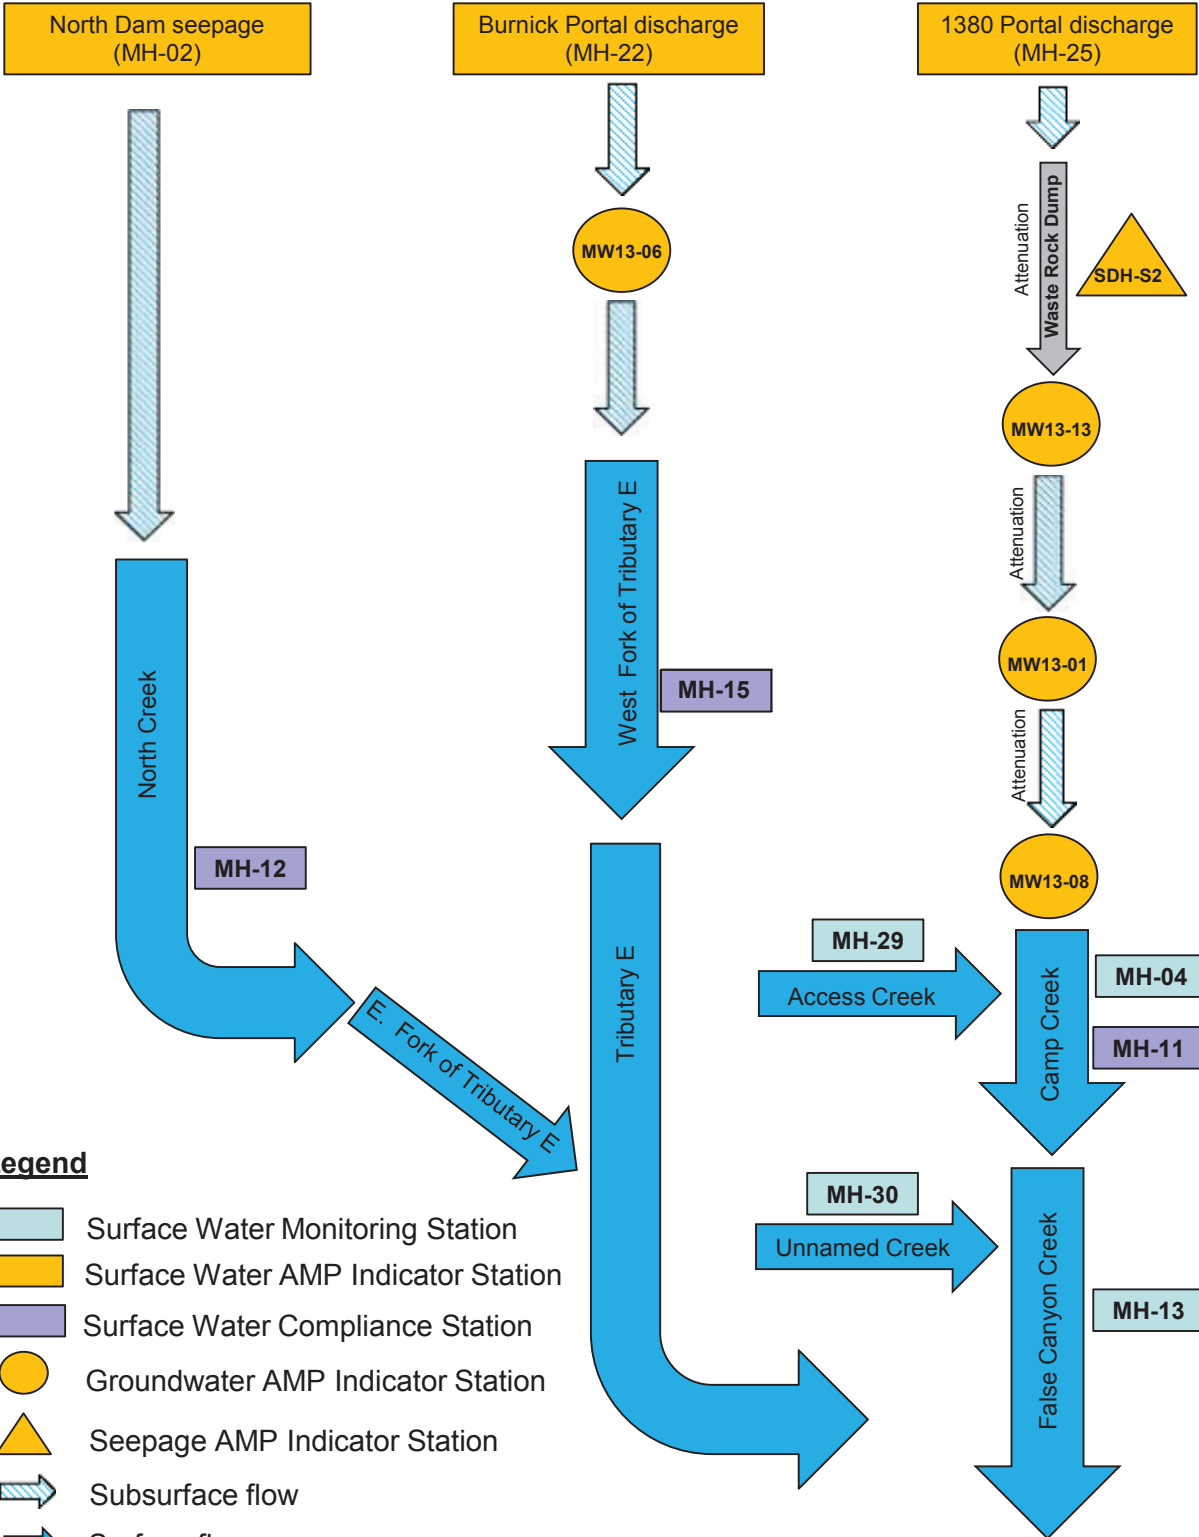 North Dam seepage
(MH-02)
Burnick Portal discharge
(MH-22)
1380 Portal discharge
(MH-25)
Attenuation
Waste Rock Dump
SDH-S2
MW13-06
MW13-13
Attenuation
MW13-01
West Fork of Tributary E
MH-15
North Creek
MH-12
Attenuation
MW13-08
MH-29
Access Creek
Camp Creek
MH-04
MH-11
E. Fork of Tributary E
Tributary E
MH-30
Unnamed Creek
False Canyon Creek
MH-13
egend
Surface Water Monitoring Station
Surface Water AMP Indicator Station
Surface Water Compliance Station
Groundwater AMP Indicator Station
Seepage AMP Indicator Station
Subsurface flow